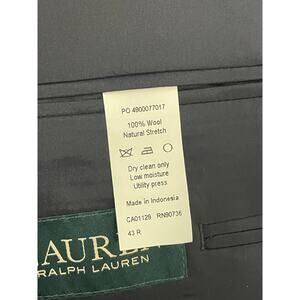 PO 4900077017
100% Wool
Natural Stretch
Dry clean only
Low moisture
Utility press
Made in Indonesia
CA01129 RN90736
43 R
LAUREN
RALPH LAUREN